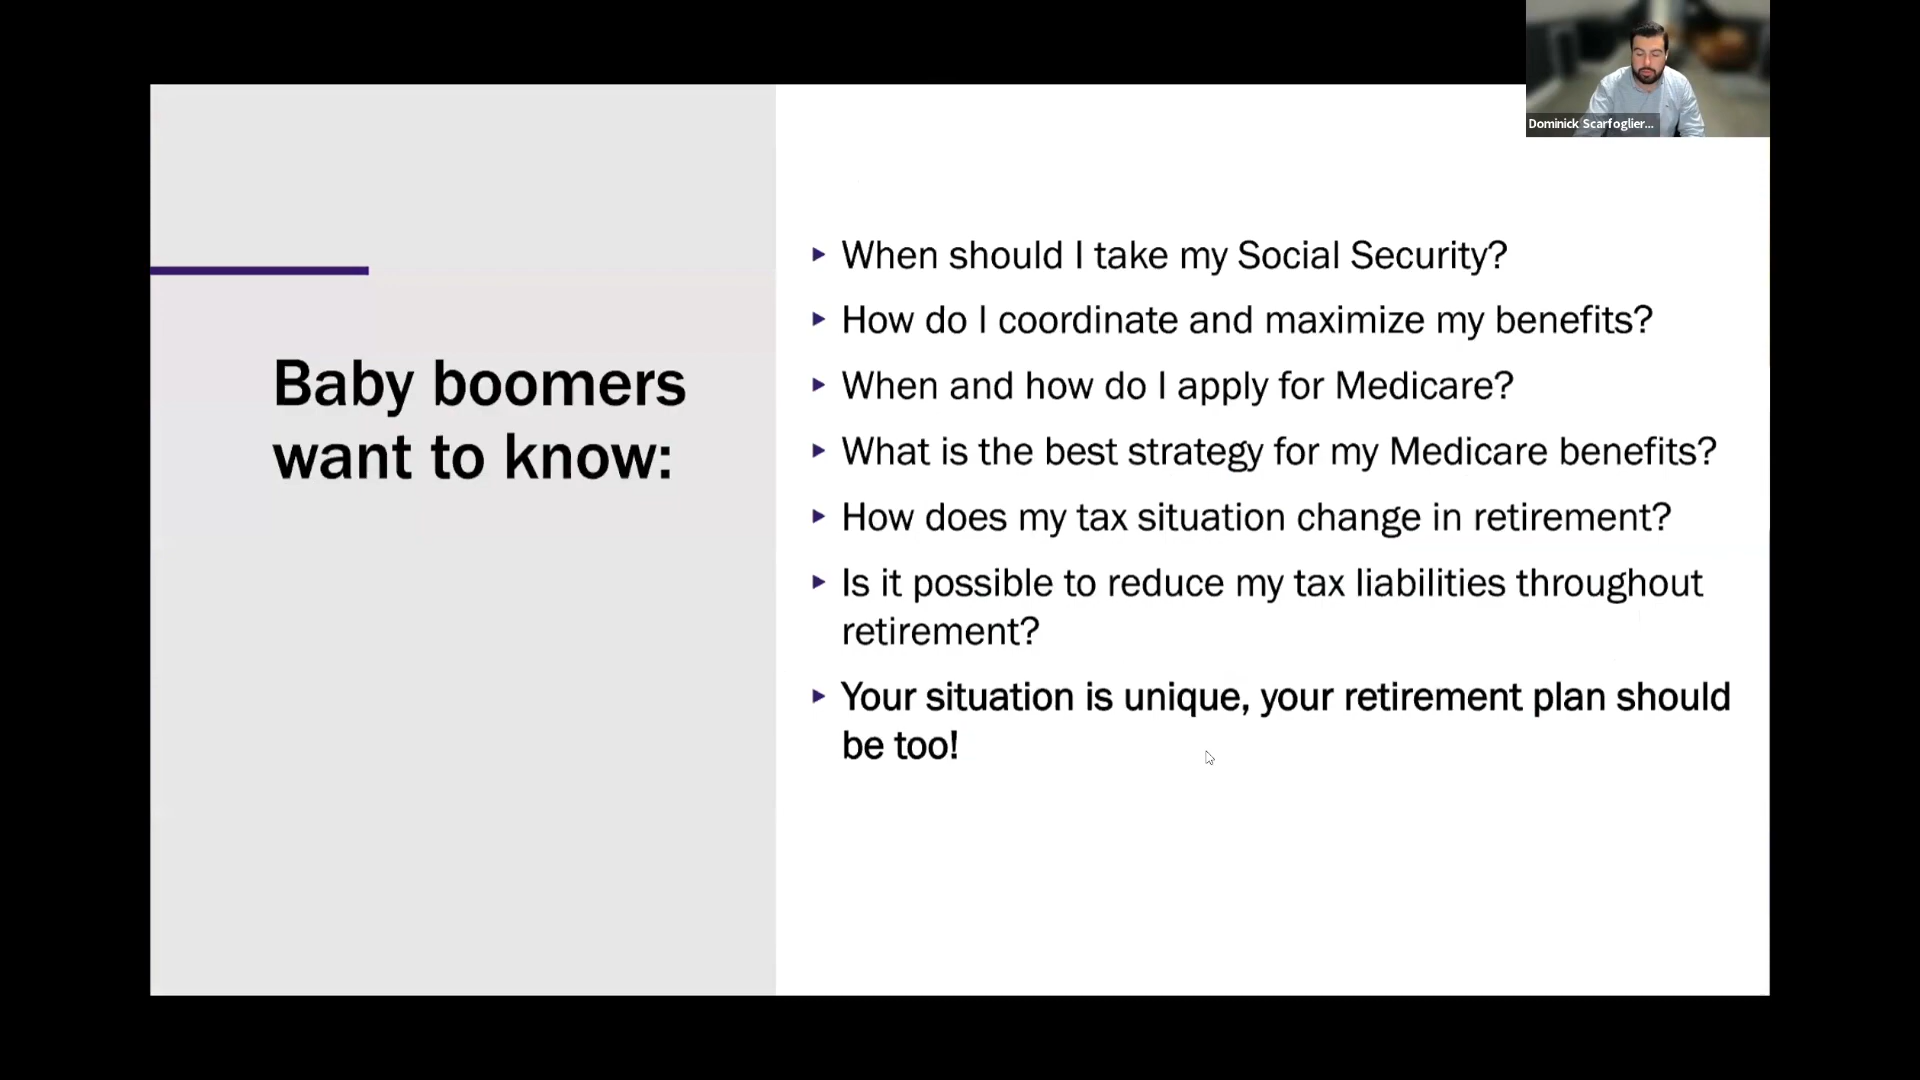 Dominick Scarfoglier...
Baby boomers
want to know:
When should I take my Social Security?
How do I coordinate and maximize my benefits?
When and how do I apply for Medicare?
What is the best strategy for my Medicare benefits?
How does my tax situation change in retirement?
Is it possible to reduce my tax liabilities throughout
retirement?
Your situation is unique, your retirement plan should
be too!